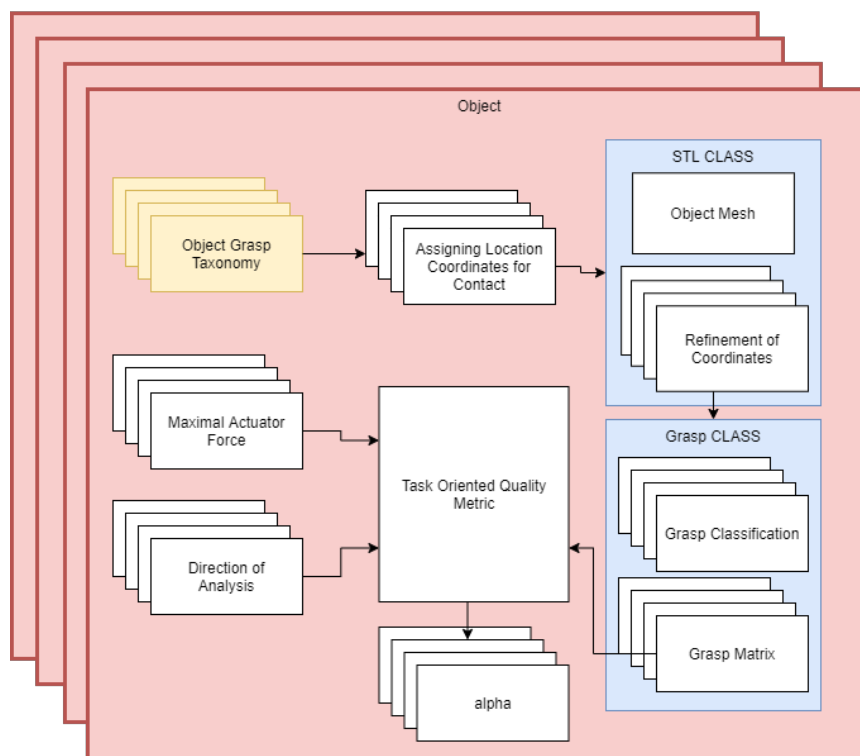 Object
STL CLASS
Object Mesh
Object Grasp
Taxonomy
Assigning Location
Coordinates for
Contact
Refinement of
Coordinates
Maximal Actuator
Force
Task Oriented Quality
Metric
Direction of
Analysis
Grasp CLASS
Grasp Classification
Grasp Matrix
alpha